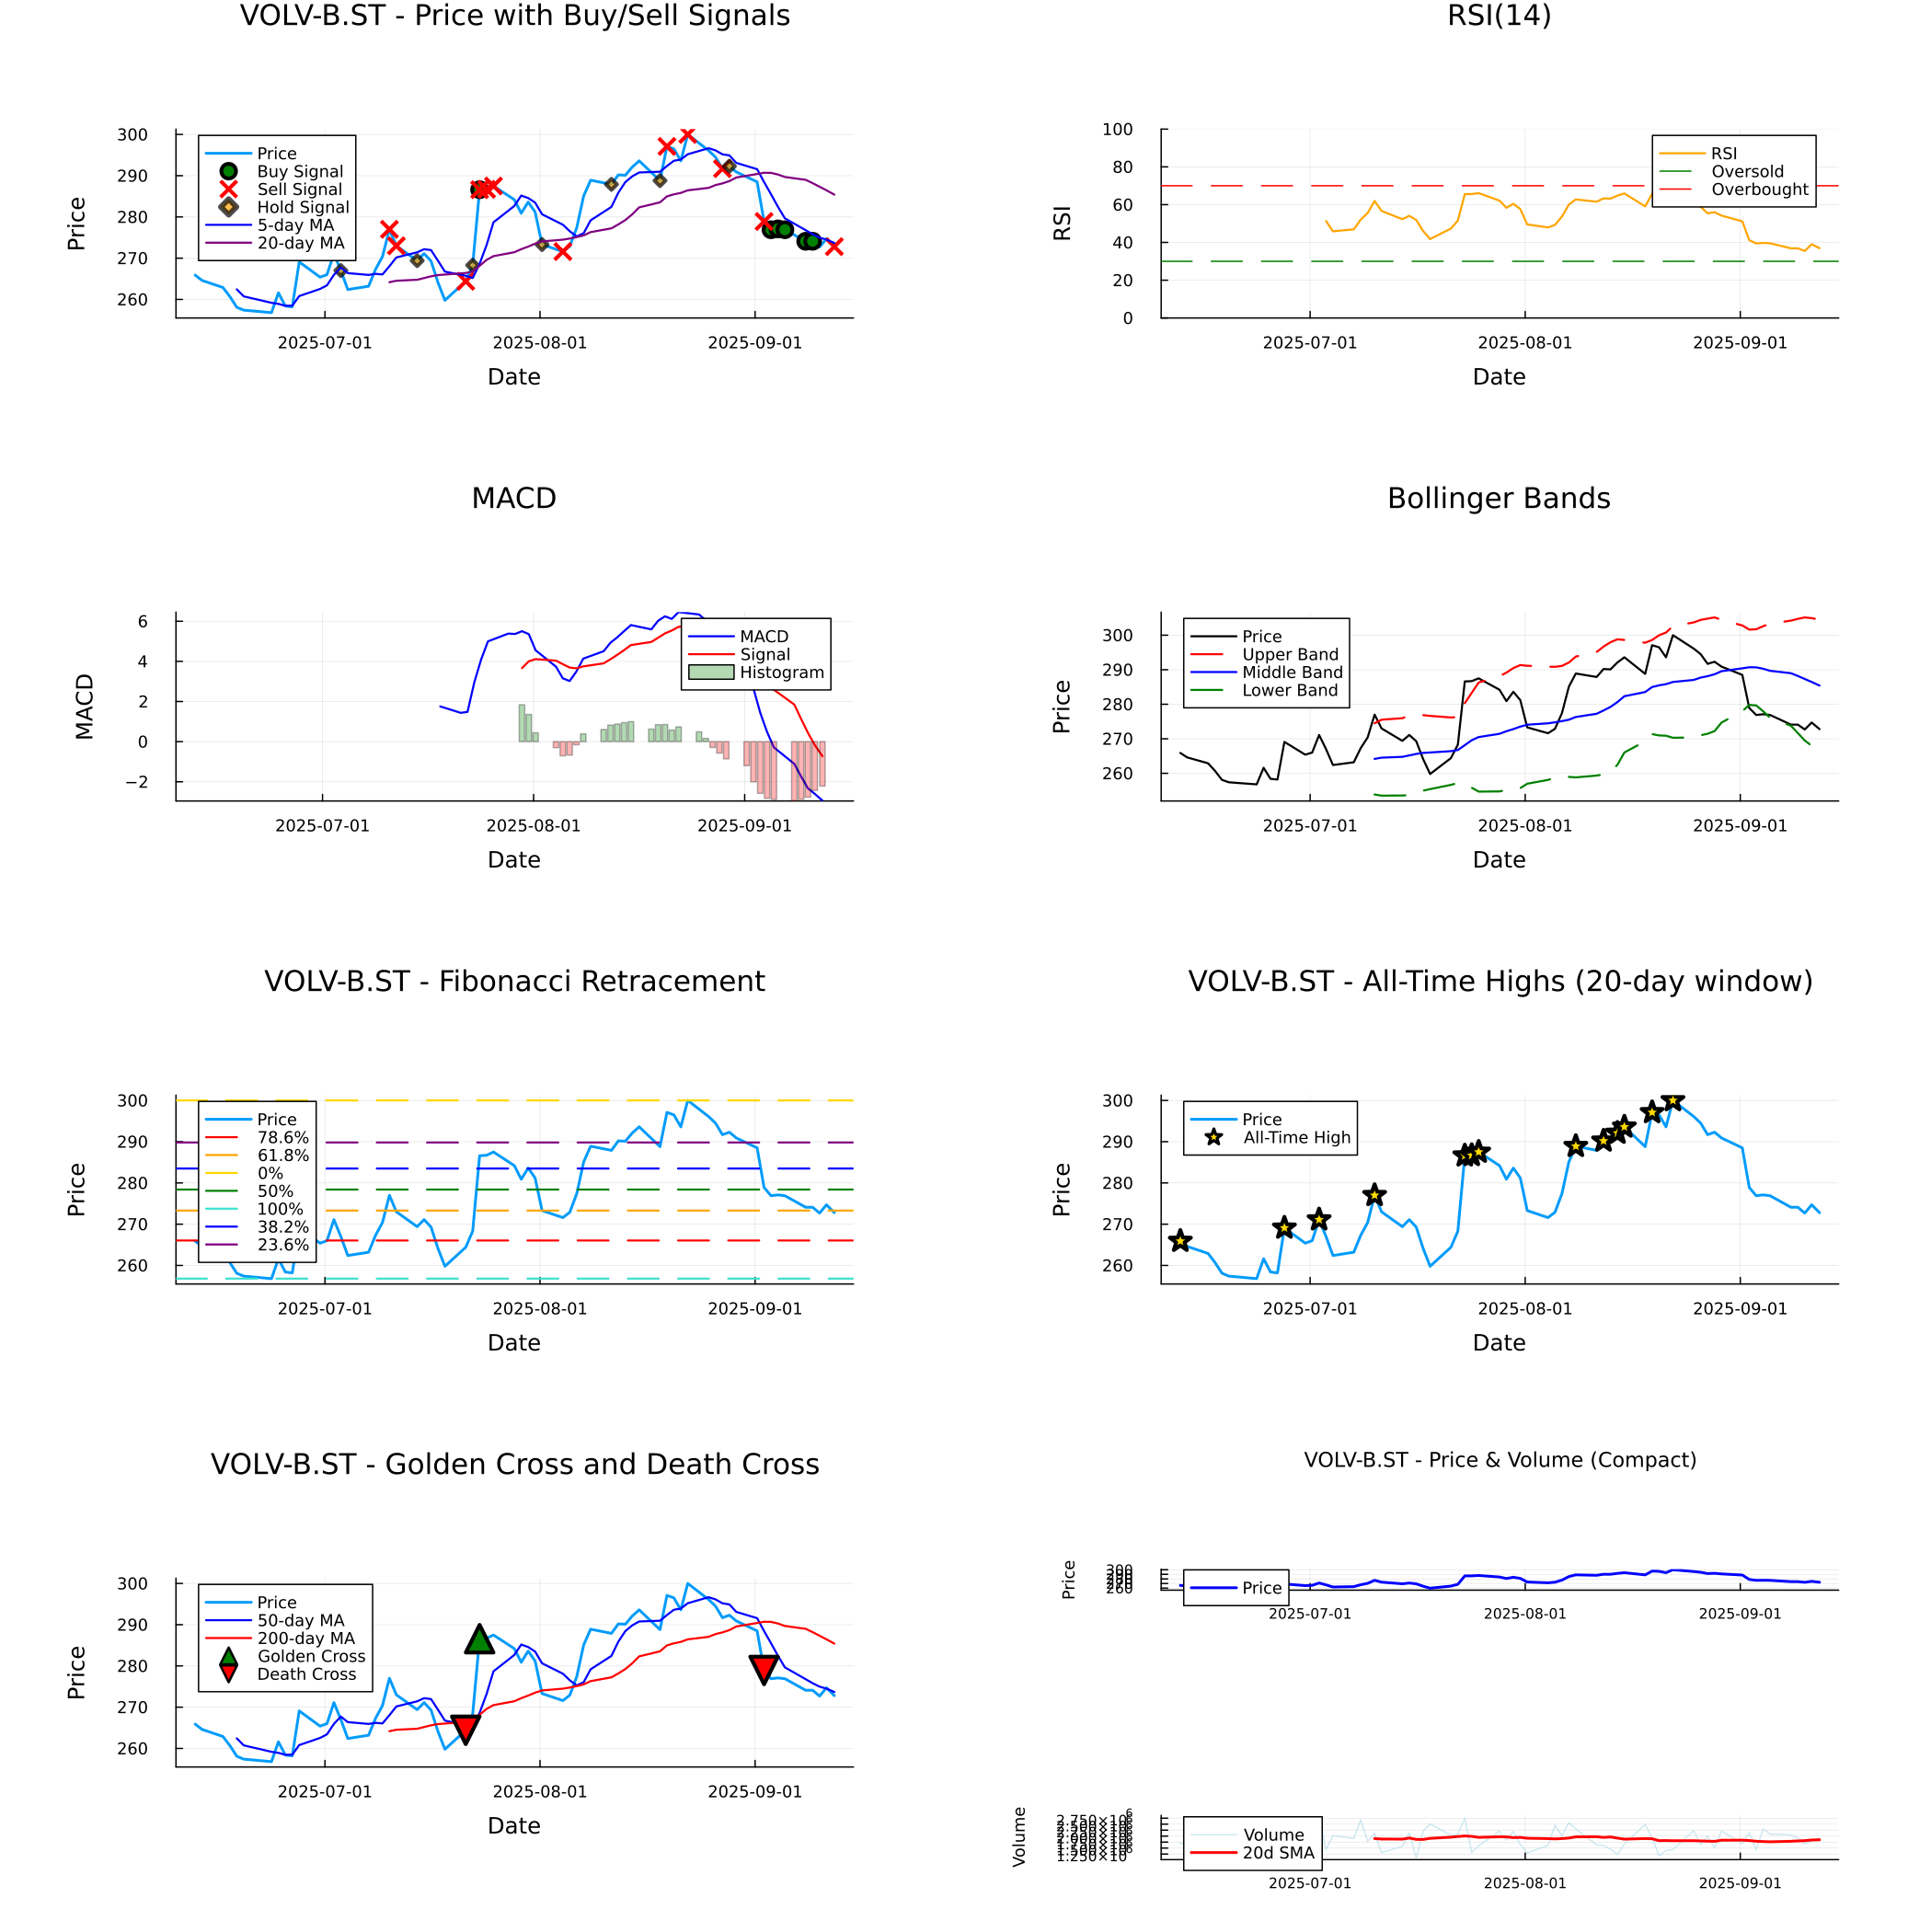 VOLV-B.ST - Price with Buy/Sell Signals
Price
300
290
280
270
260
Price
Buy Signal
Sell Signal
Hold Signal
5-day MA
20-day MA
2025-07-01
2025-08-01
2025-09-01
Date
RSI(14)
RSI
100
80
60
40
20
0
RSI
Oversold
Overbought
2025-07-01
2025-08-01
2025-09-01
Date
MACD
MACD
6
4
2
0
−2
MACD
Signal
Histogram
2025-07-01
2025-08-01
2025-09-01
Date
Bollinger Bands
Price
300
290
280
270
260
Price
Upper Band
Middle Band
Lower Band
2025-07-01
2025-08-01
2025-09-01
Date
VOLV-B.ST - Fibonacci Retracement
Price
300
290
280
270
260
Price
78.6%
61.8%
0%
50%
100%
38.2%
23.6%
2025-07-01
2025-08-01
2025-09-01
Date
VOLV-B.ST - All-Time Highs (20-day window)
Price
300
290
280
270
260
Price
All-Time High
2025-07-01
2025-08-01
2025-09-01
Date
VOLV-B.ST - Golden Cross and Death Cross
Price
300
290
280
270
260
Price
50-day MA
200-day MA
Golden Cross
Death Cross
2025-07-01
2025-08-01
2025-09-01
Date
VOLV-B.ST - Price & Volume (Compact)
Price
300
260
Price
2025-07-01
2025-08-01
2025-09-01
Volume
Volume
20d SMA
2025-07-01
2025-08-01
2025-09-01